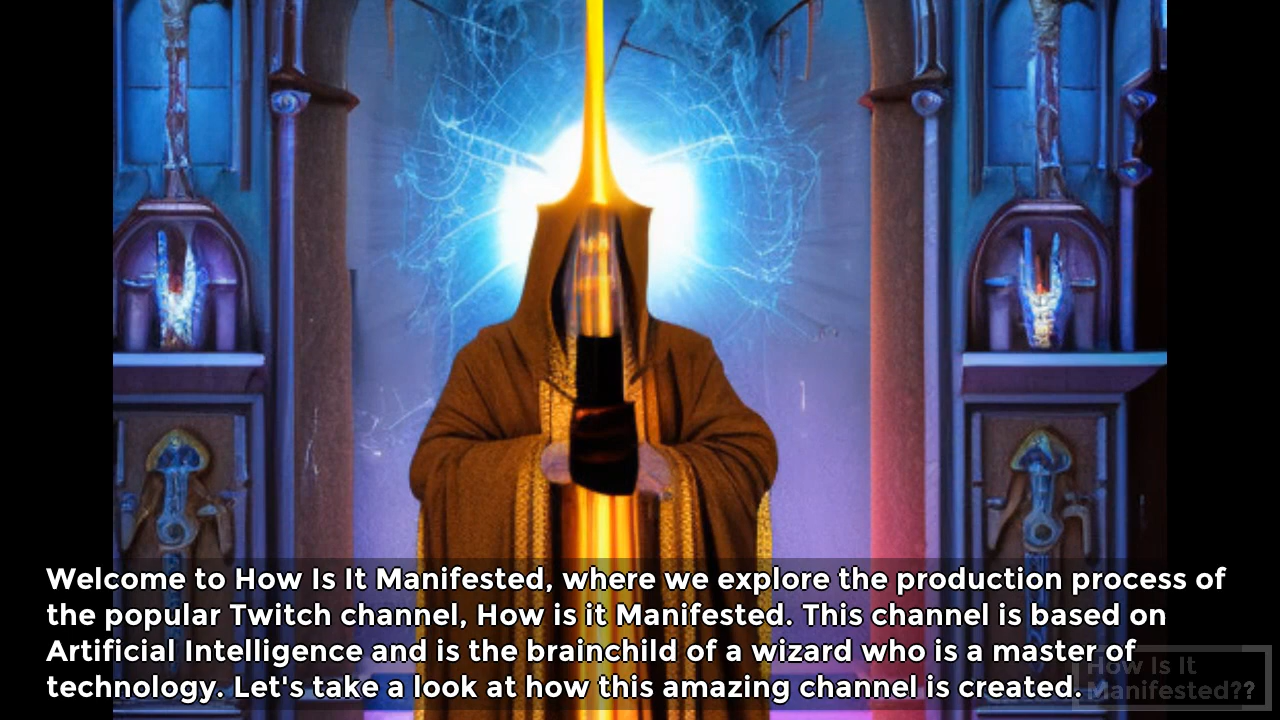 Welcome to How Is It Manifested, where we explore the production process of
the popular Twitch channel, How is it Manifested. This channel is based on
Artificial Intelligence and is the brainchild of a wizard who is a master of
technology. Let's take a look at how this amazing channel is created.
How Is It
Manifested??